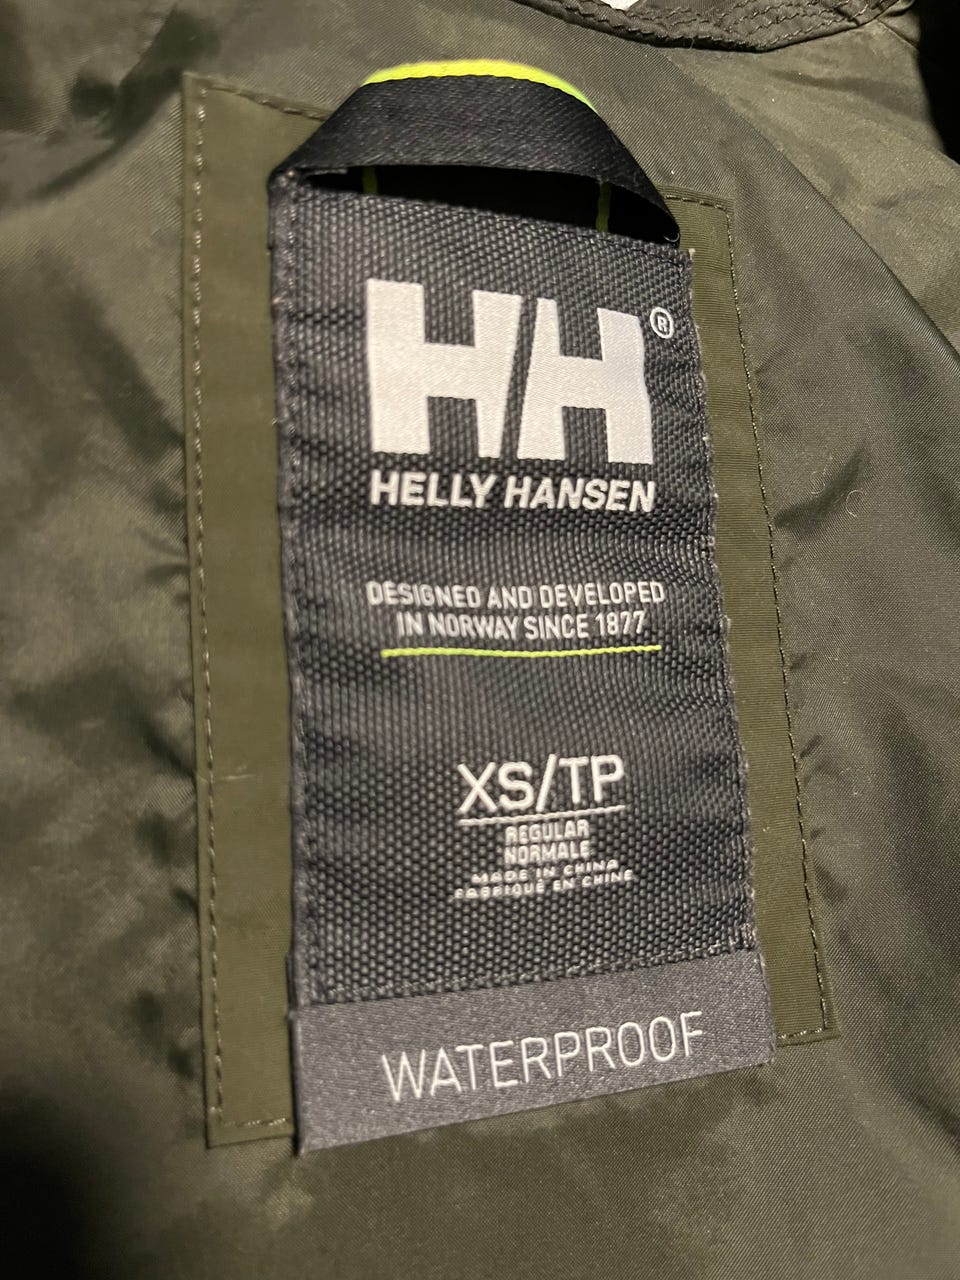 HH®
HELLY HANSEN
DESIGNED AND DEVELOPED
IN NORWAY SINCE 1877
XS/TP
REGULAR
NORMALE
MADE IN CHINA
FABRIQUÉ EN CHINE
WATERPROOF